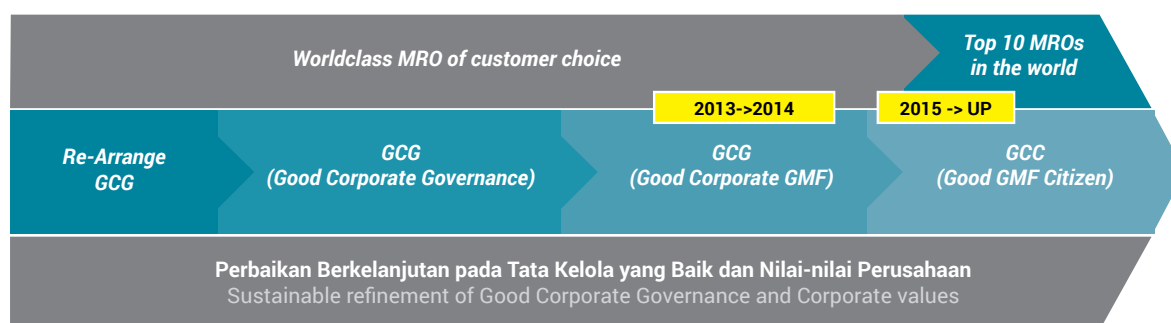 Worldclass MRO of customer choice
Top 10 MROs
in the world
2013->2014
2015 -> UP
Re-Arrange
GCG
GCG
(Good Corporate Governance)
GCG
(Good Corporate GMF)
GCC
(Good GMF Citizen)
Perbaikan Berkelanjutan pada Tata Kelola yang Baik dan Nilai-nilai Perusahaan
Sustainable refinement of Good Corporate Governance and Corporate values